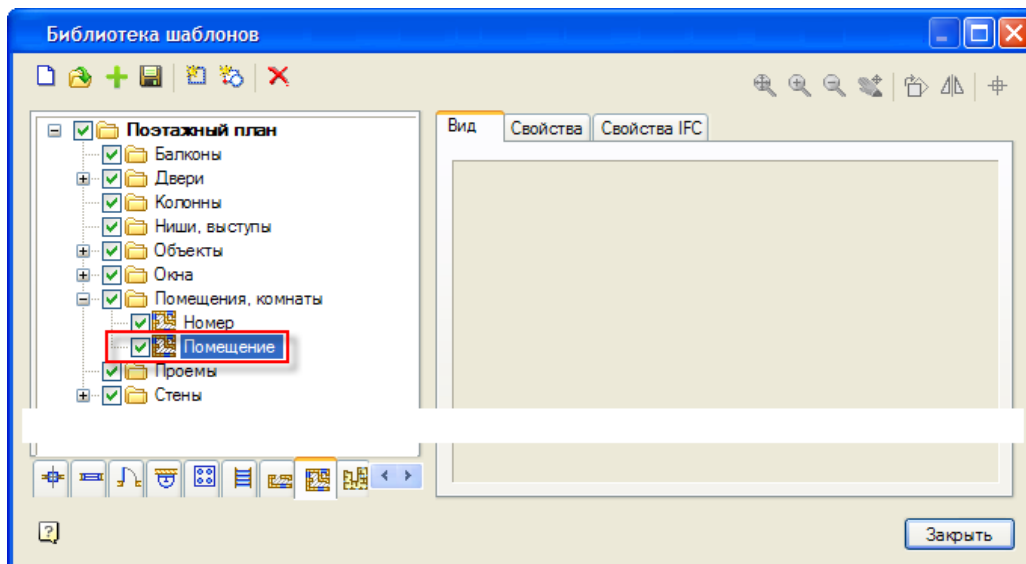 Библиотека шаблонов
Вид Свойства Свойства IFC
Поэтажный план
Балконы
Двери
Колонны
Ниши, выступы
Объекты
Окна
Помещения, комнаты
Номер
Помещение
Проемы
Стены
Закрыть